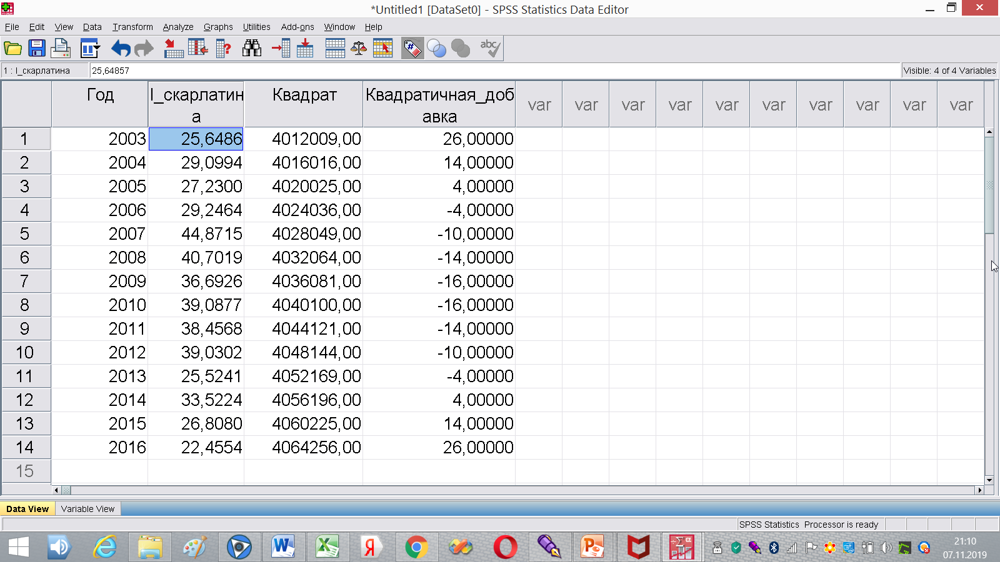 *Untitled1 [DataSet0] - SPSS Statistics Data Editor
File Edit View Data Transform Analyze Graphs Utilities Add-ons Window Help
1 : I_скарлатина 25,64857 Visible: 4 of 4 Variables
Год I_скарлатина Квадрат Квадратичная_добавка var var var var var var var var var var
1 2003 25,6486 4012009,00 26,00000
2 2004 29,0994 4016016,00 14,00000
3 2005 27,2300 4020025,00 4,00000
4 2006 29,2464 4024036,00 -4,00000
5 2007 44,8715 4028049,00 -10,00000
6 2008 40,7019 4032064,00 -14,00000
7 2009 36,6926 4036081,00 -16,00000
8 2010 39,0877 4040100,00 -16,00000
9 2011 38,4568 4044121,00 -14,00000
10 2012 39,0302 4048144,00 -10,00000
11 2013 25,5241 4052169,00 -4,00000
12 2014 33,5224 4056196,00 4,00000
13 2015 26,8080 4060225,00 14,00000
14 2016 22,4554 4064256,00 26,00000
15
Data View Variable View
SPSS Statistics Processor is ready
21:10
07.11.2019